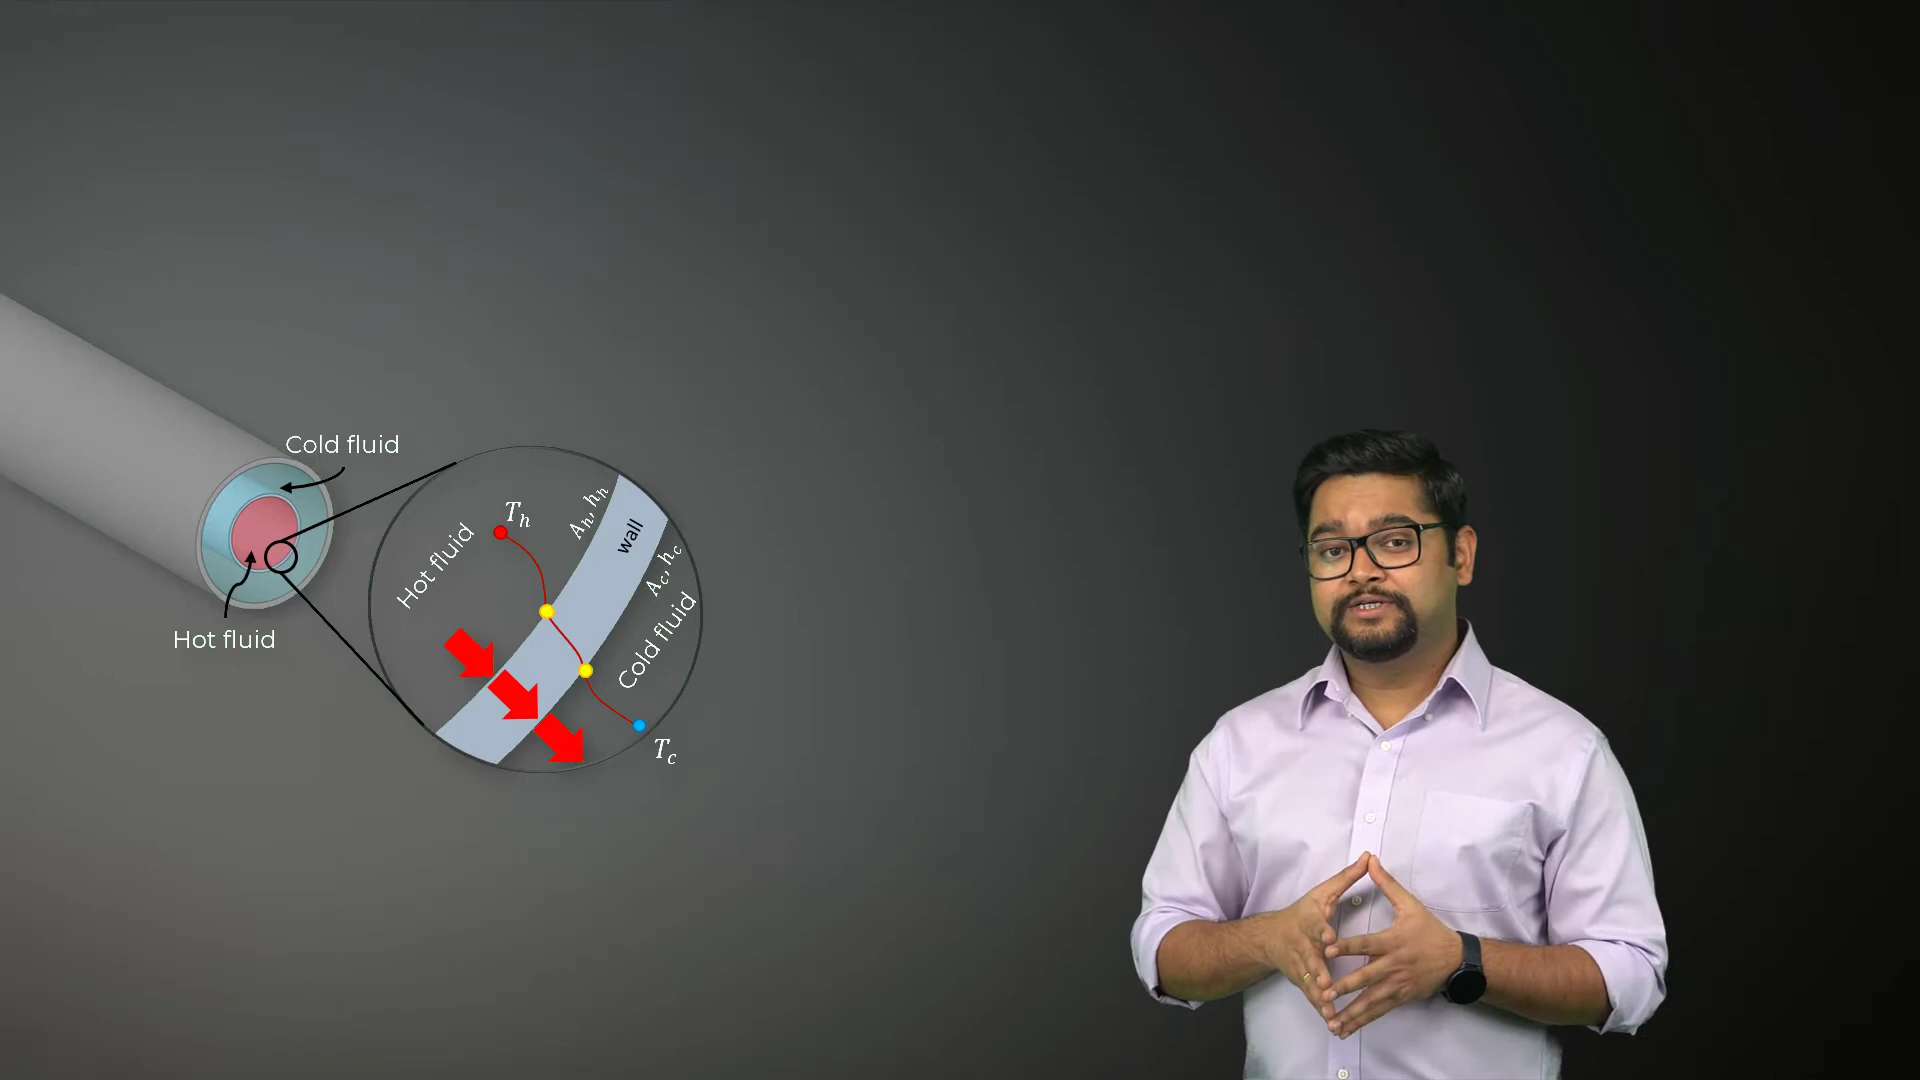 Cold fluid
Hot fluid
Hot fluid
T_h
A_h, h_h
wall
A_c, h_c
Cold fluid
T_c